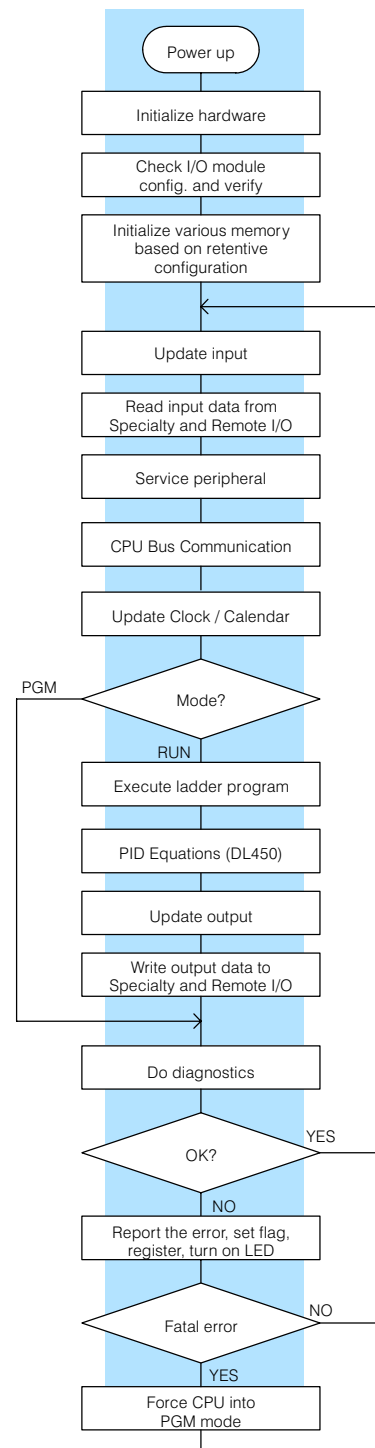 Power up
Initialize hardware
Check I/O module
config. and verify
Initialize various memory
based on retentive
configuration
Update input
Read input data from
Specialty and Remote I/O
Service peripheral
CPU Bus Communication
Update Clock / Calendar
PGM
Mode?
RUN
Execute ladder program
PID Equations (DL450)
Update output
Write output data to
Specialty and Remote I/O
Do diagnostics
YES
OK?
NO
Report the error, set flag,
register, turn on LED
NO
Fatal error
YES
Force CPU into
PGM mode